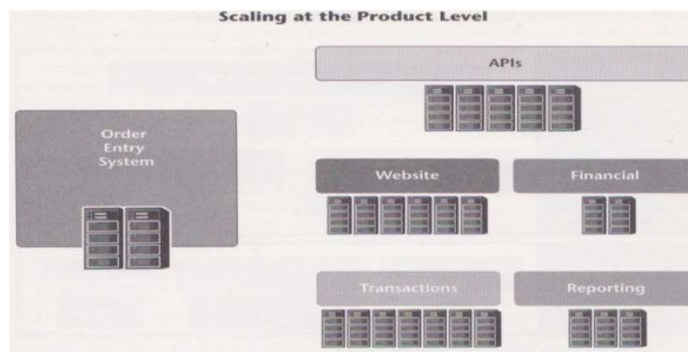 Scaling at the Product Level
APIs
Order
Entry
System
Website
Financial
Transactions
Reporting